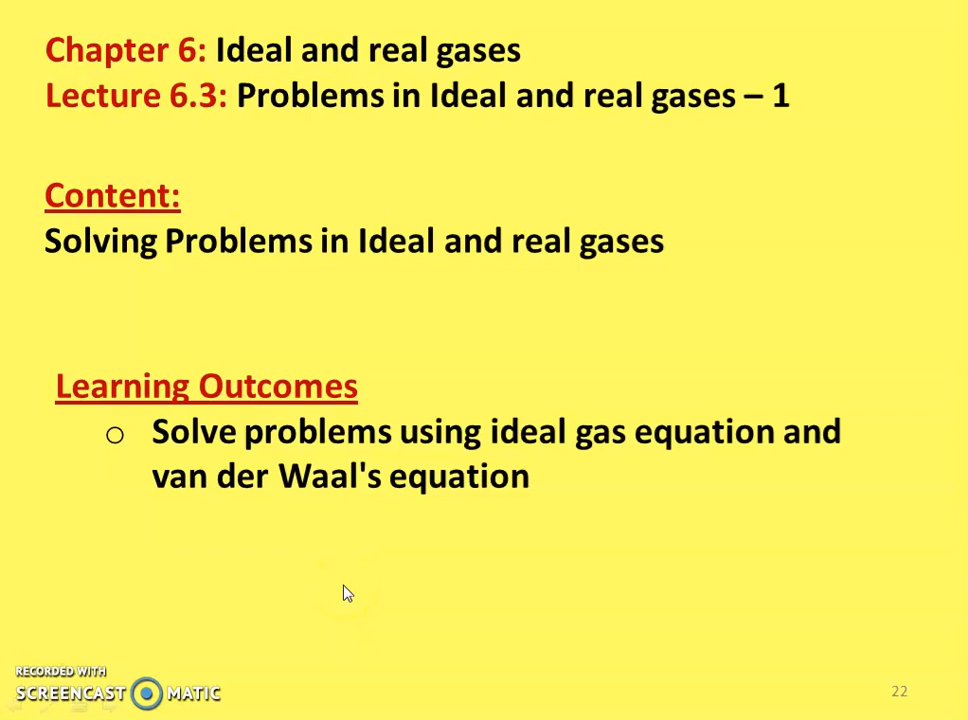 Chapter 6: Ideal and real gases
Lecture 6.3: Problems in Ideal and real gases – 1
Content:
Solving Problems in Ideal and real gases
Learning Outcomes
o Solve problems using ideal gas equation and
van der Waal's equation
RECORDED WITH
SCREENCAST MATIC
22